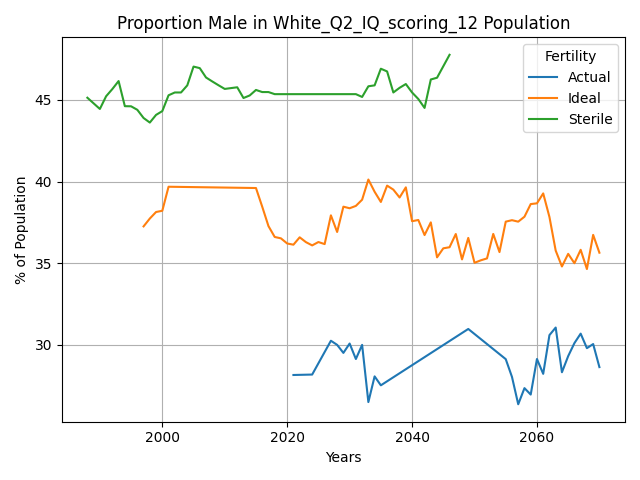 Proportion Male in White_Q2_IQ_scoring_12 Population
Fertility
Actual
Ideal
Sterile
% of Population
45
40
35
30
2000
2020
2040
2060
Years